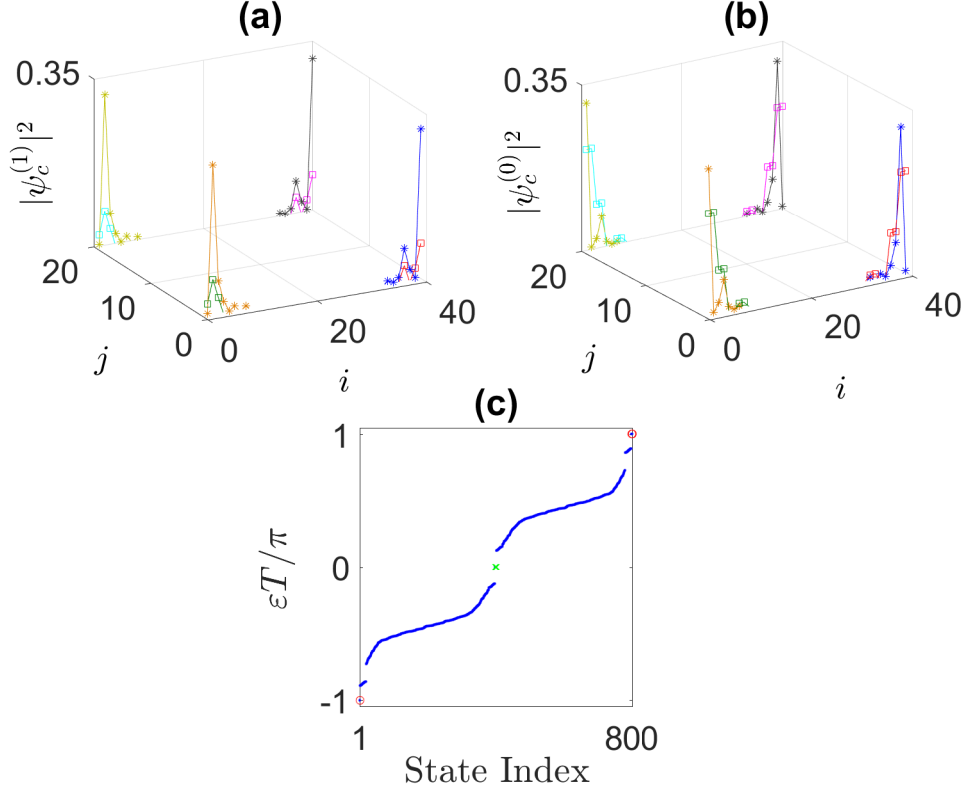 (a)
(b)
0.35
|ψ_c^{(1)}|^2
20
10
0
j
0
20
40
i
0.35
|ψ_c^{(0)}|^2
20
10
0
j
0
20
40
i
(c)
1
0
-1
εT/π
1
800
State Index